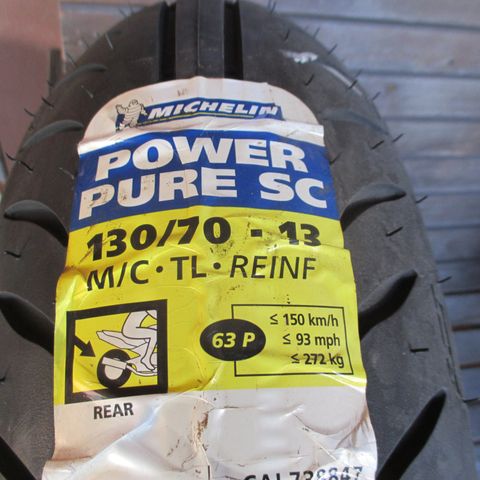 MICHELIN
POWER
PURE SC
130/70 - 13
M/C · TL · REINF
63 P
≤ 150 km/h
≤ 93 mph
≤ 272 kg
REAR